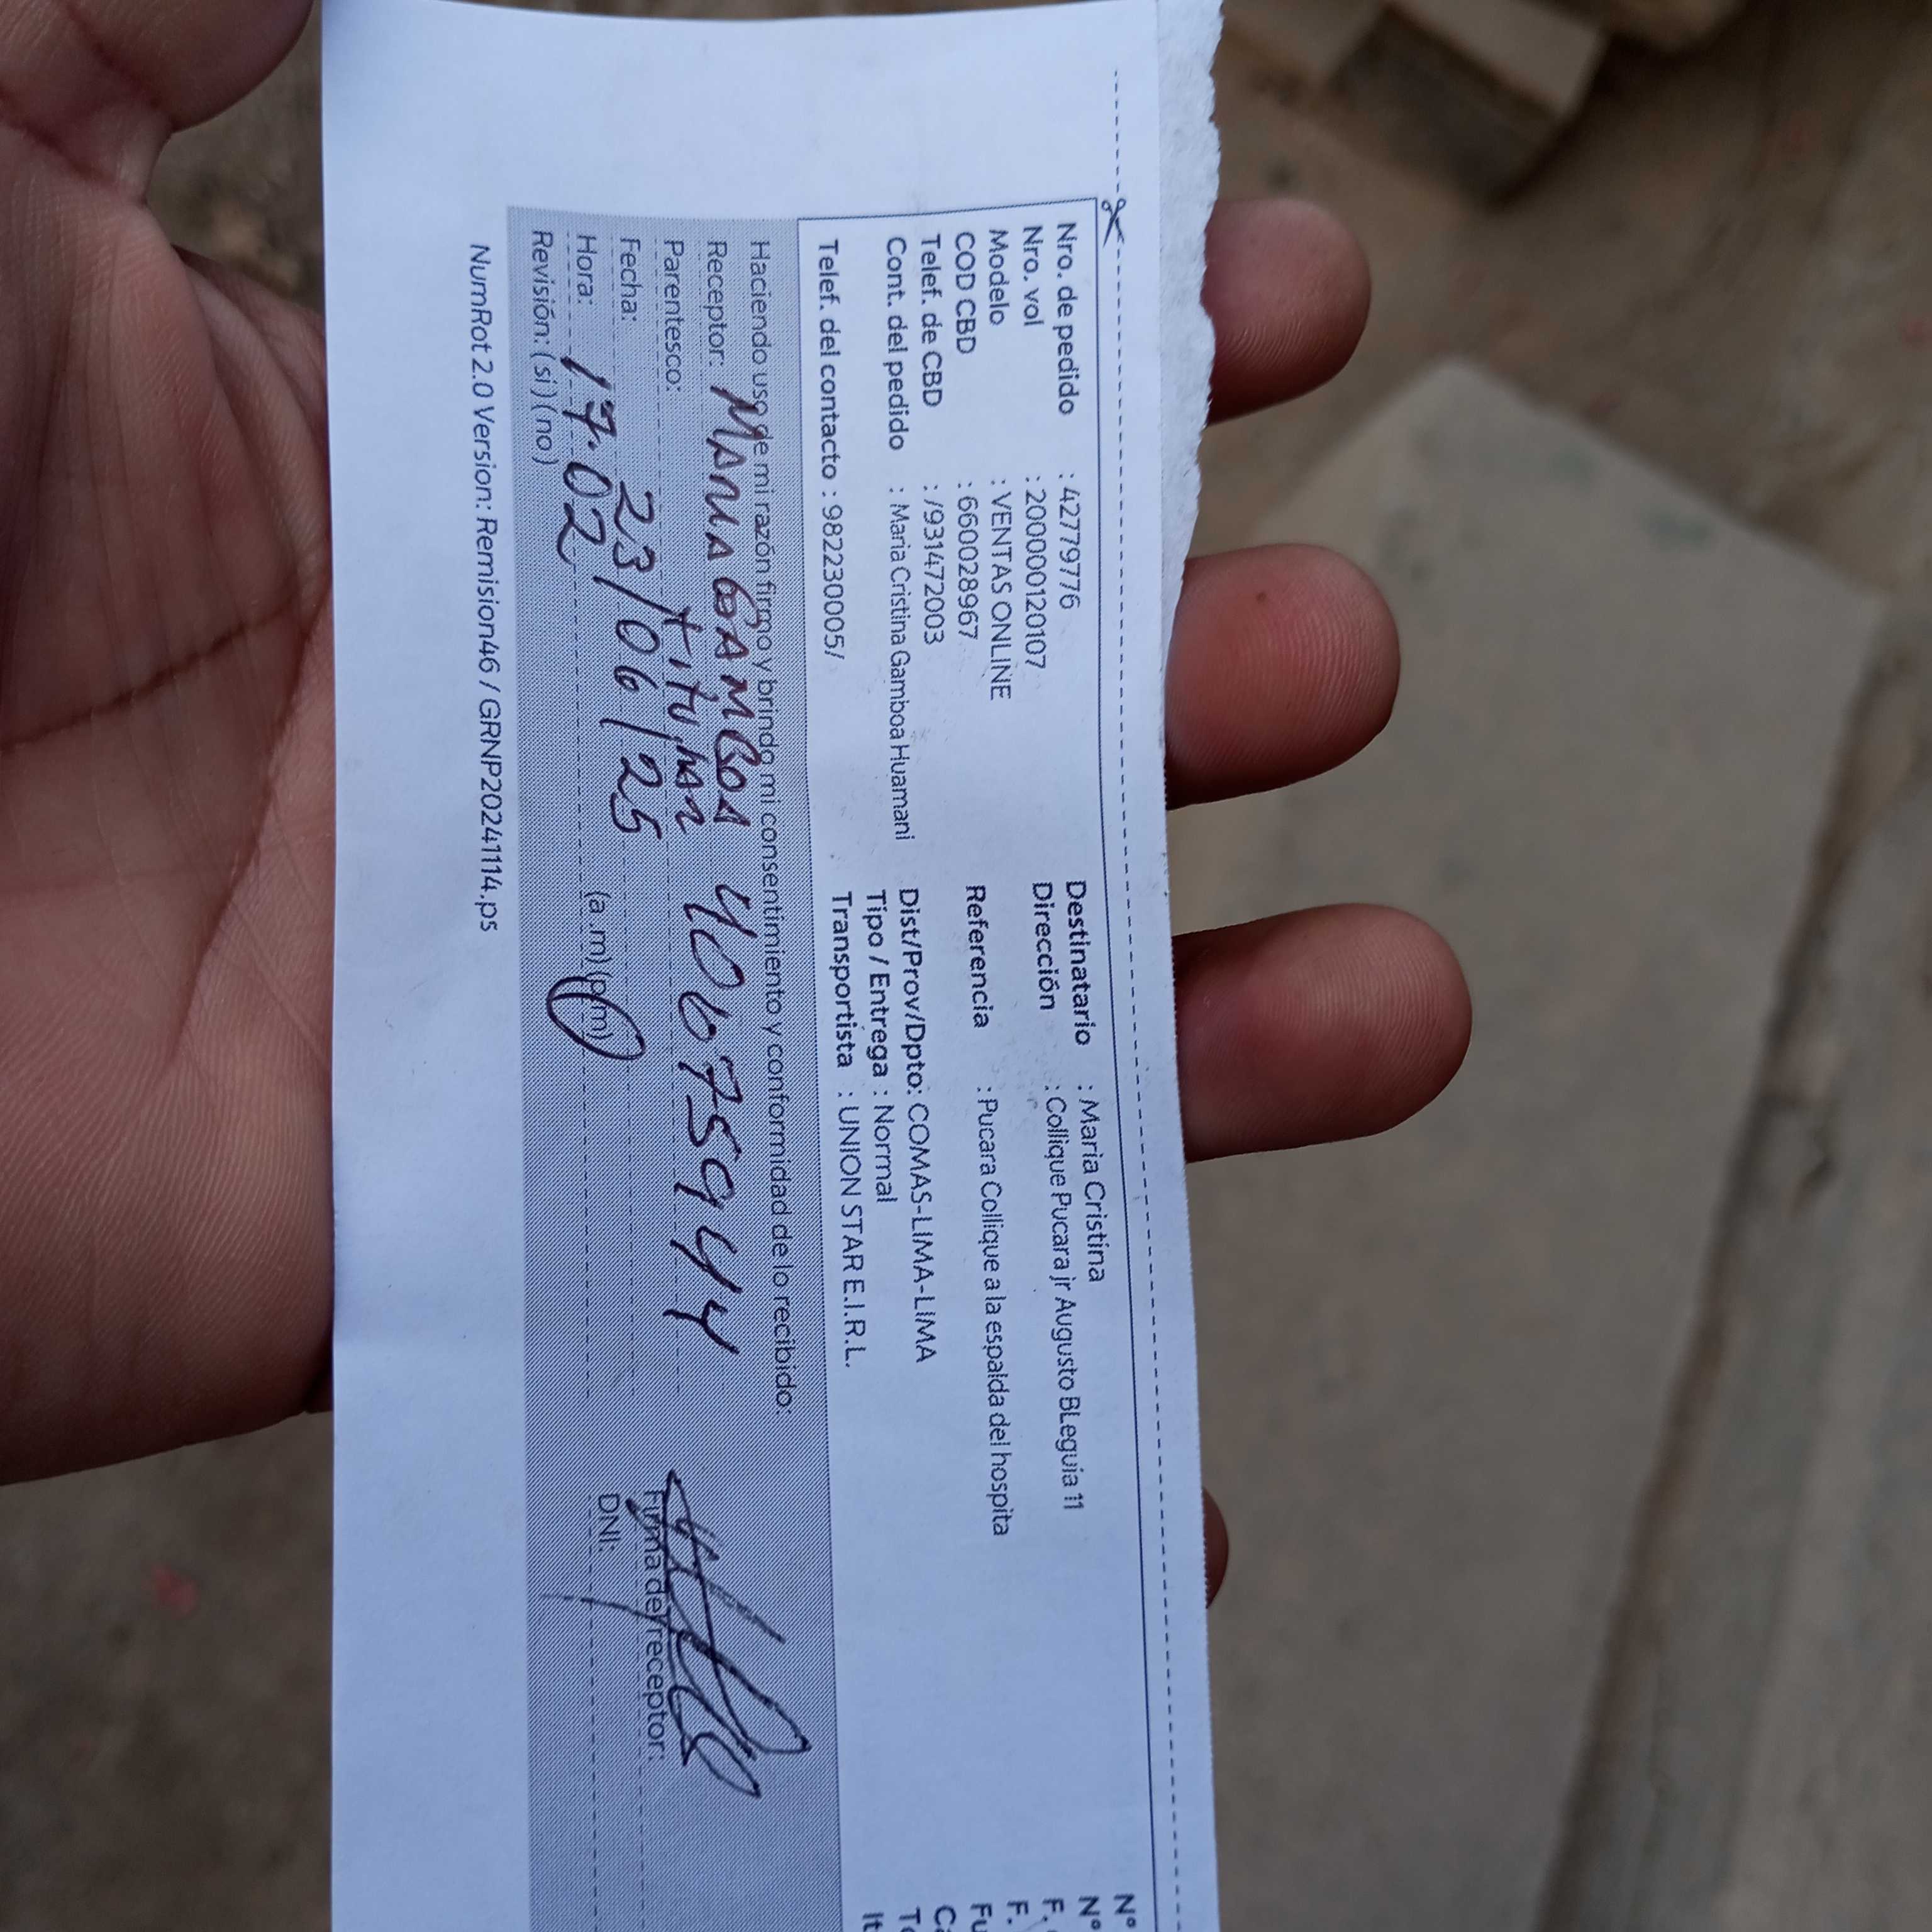 Nro. de pedido : 42779776
Nro. vol : 2000000120107
Modelo : VENTAS ONLINE
COD CBD : 660028967
Telef. de CBD : /931472003
Cont. del pedido : Maria Cristina Gamboa Huamani
Telef. del contacto : 982230005/
Destinatario : Maria Cristina
Dirección : Collique Pucara jr Augusto BLeguia 11
Referencia : Pucara Collique a la espalda del hospita
Dist/Prov/Dpto: COMAS-LIMA-LIMA
Tipo / Entrega : Normal
Transportista : UNION STAR E.I.R.L.
N°
N°
F.
F.
Fu
Ca
To
It
Haciendo uso de mi razón firmo y brindo mi consentimiento y conformidad de lo recibido:
Receptor: MARIA GAMBOA 40675944
Parentesco: titular
Fecha: 23/06/25
Hora: 17.02 (a.m) (p.m)
Revisión: (si) (no)
Firma del receptor:
DNI:
NumRot 2.0 Version: Remision46 / GRNP20241114.ps